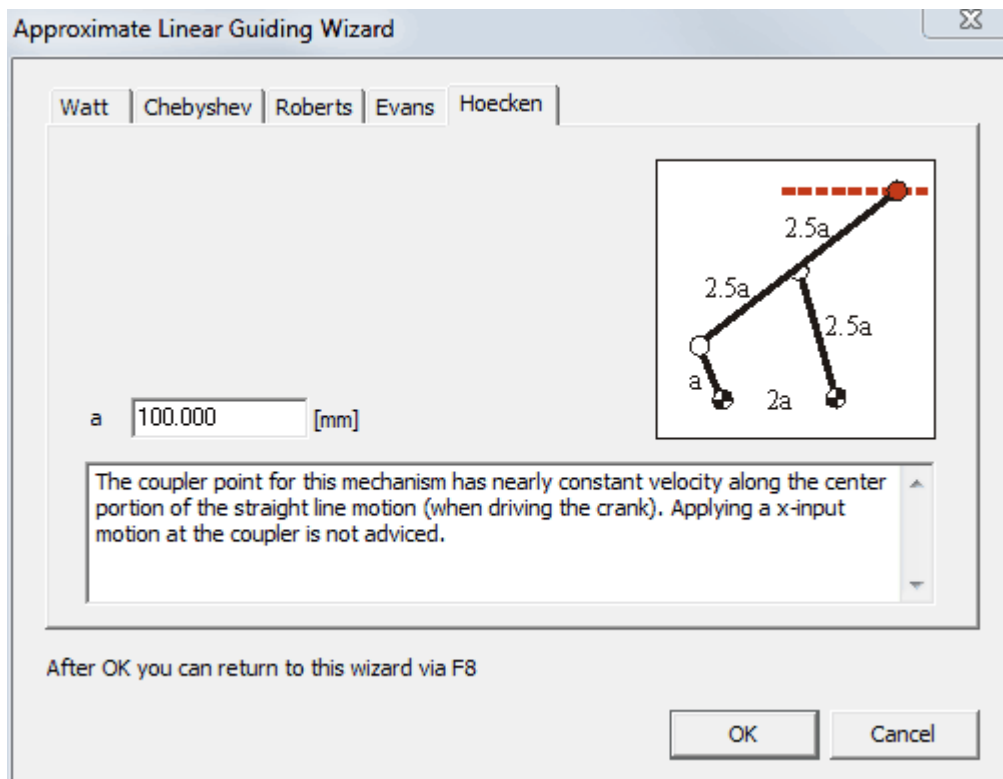 Approximate Linear Guiding Wizard
Watt Chebyshev Roberts Evans Hoecken
2.5a
2.5a
2.5a
a
2a
a 100.000 [mm]
The coupler point for this mechanism has nearly constant velocity along the center
portion of the straight line motion (when driving the crank). Applying a x-input
motion at the coupler is not adviced.
After OK you can return to this wizard via F8
OK Cancel